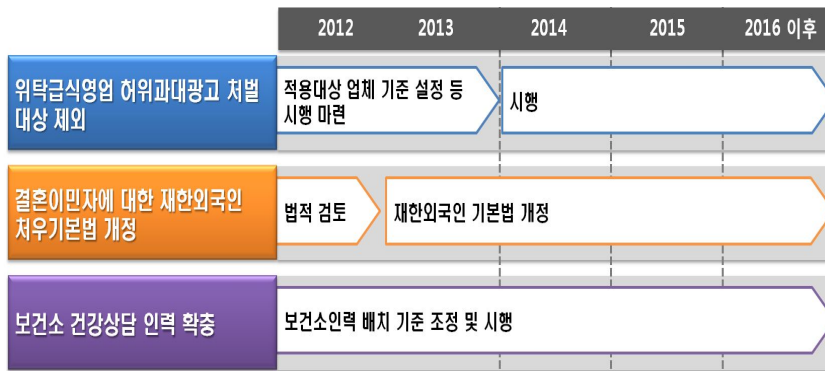 2012 2013 2014 2015 2016 이후
위탁급식영업 허위과대광고 처벌
대상 제외
적용대상 업체 기준 설정 등
시행 마련
시행
결혼이민자에 대한 재한외국인
처우기본법 개정
법적 검토
재한외국인 기본법 개정
보건소 건강상담 인력 확충
보건소인력 배치 기준 조정 및 시행